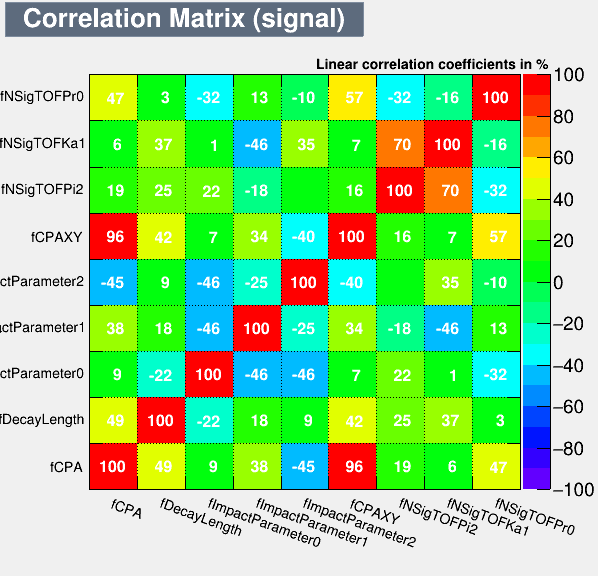 Correlation Matrix (signal)
Linear correlation coefficients in %
fNSigTOFPr0 47 3 -32 13 -10 57 -32 -16 100
fNSigTOFKa1 6 37 1 -46 35 7 70 100 -16
fNSigTOFPi2 19 25 22 -18 16 100 70 -32
fCPAXY 96 42 7 34 -40 100 16 7 57
ctParameter2 -45 9 -46 -25 100 -40 35 -10
actParameter1 38 18 -46 100 -25 34 -18 -46 13
ctParameter0 9 -22 100 -46 -46 7 22 1 -32
fDecayLength 49 100 -22 18 9 42 25 37 3
fCPA 100 49 9 38 -45 96 19 6 47
fCPA fDecayLength fImpactParameter0 fImpactParameter1 fImpactParameter2 fCPAXY fNSigTOFPi2 fNSigTOFKa1 fNSigTOFPr0
100
80
60
40
20
0
−20
−40
−60
−80
−100